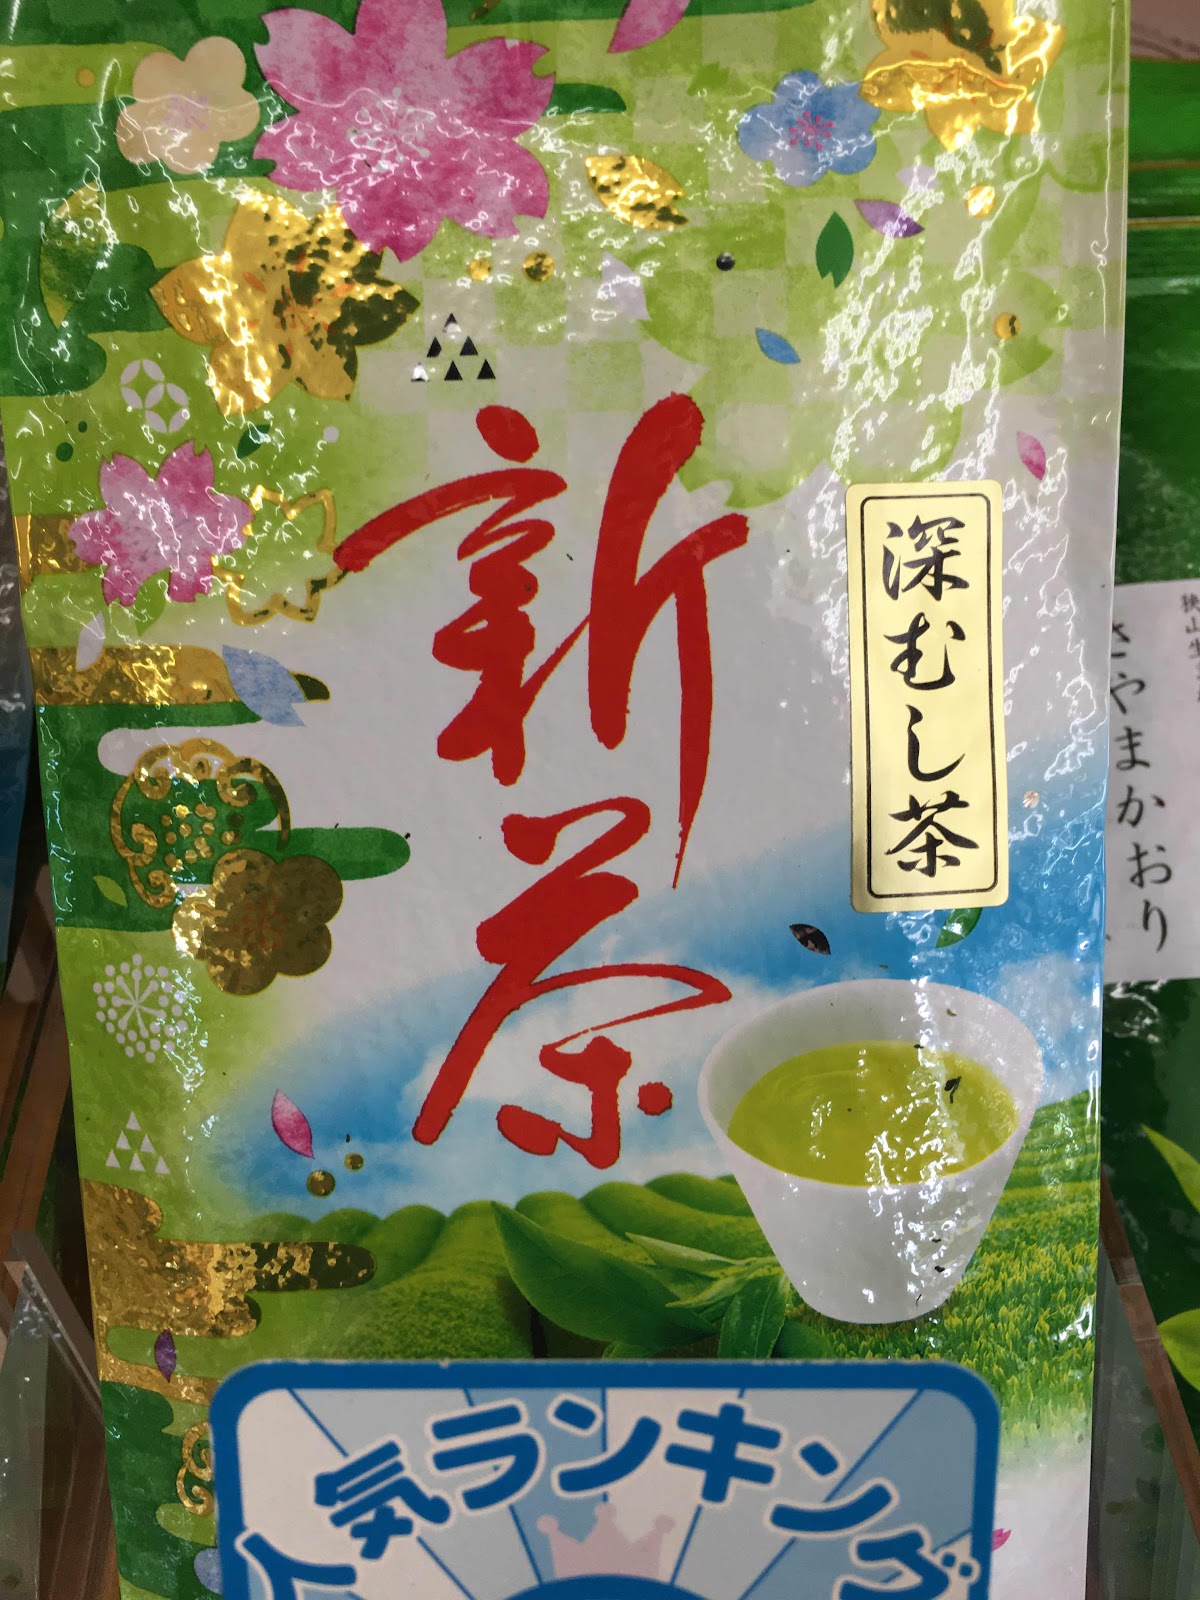 新茶
深むし茶
さやまかおり
人気ランキング